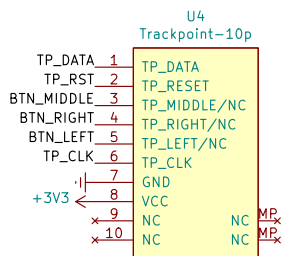 U4
Trackpoint-10p
TP_DATA 1 TP_DATA
TP_RST 2 TP_RESET
BTN_MIDDLE 3 TP_MIDDLE/NC
BTN_RIGHT 4 TP_RIGHT/NC
BTN_LEFT 5 TP_LEFT/NC
TP_CLK 6 TP_CLK
7 GND
+3V3 8 VCC
9 NC NC MP
10 NC NC MP